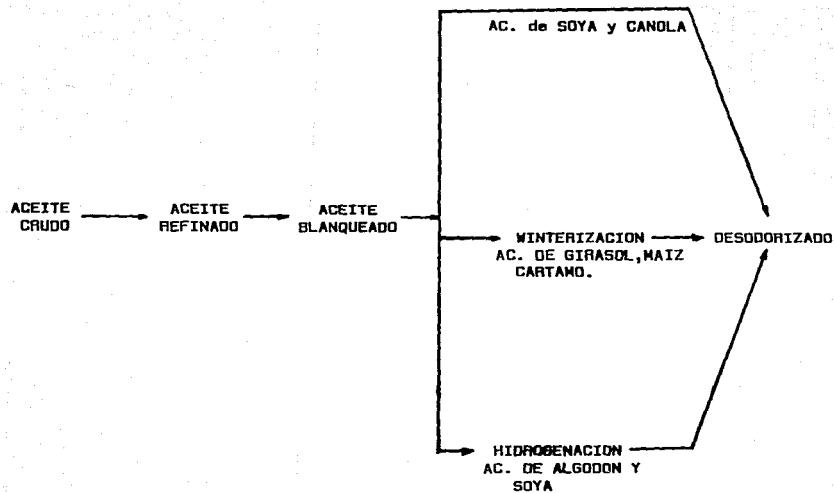 AC. de SOYA y CANOLA
ACEITE
CRUDO
ACEITE
REFINADO
ACEITE
BLANQUEADO
WINTERIZACION
AC. DE GIRASOL,MAIZ
CARTAMO.
DESODORIZADO
HIDROGENACION
AC. DE ALGODON Y
SOYA